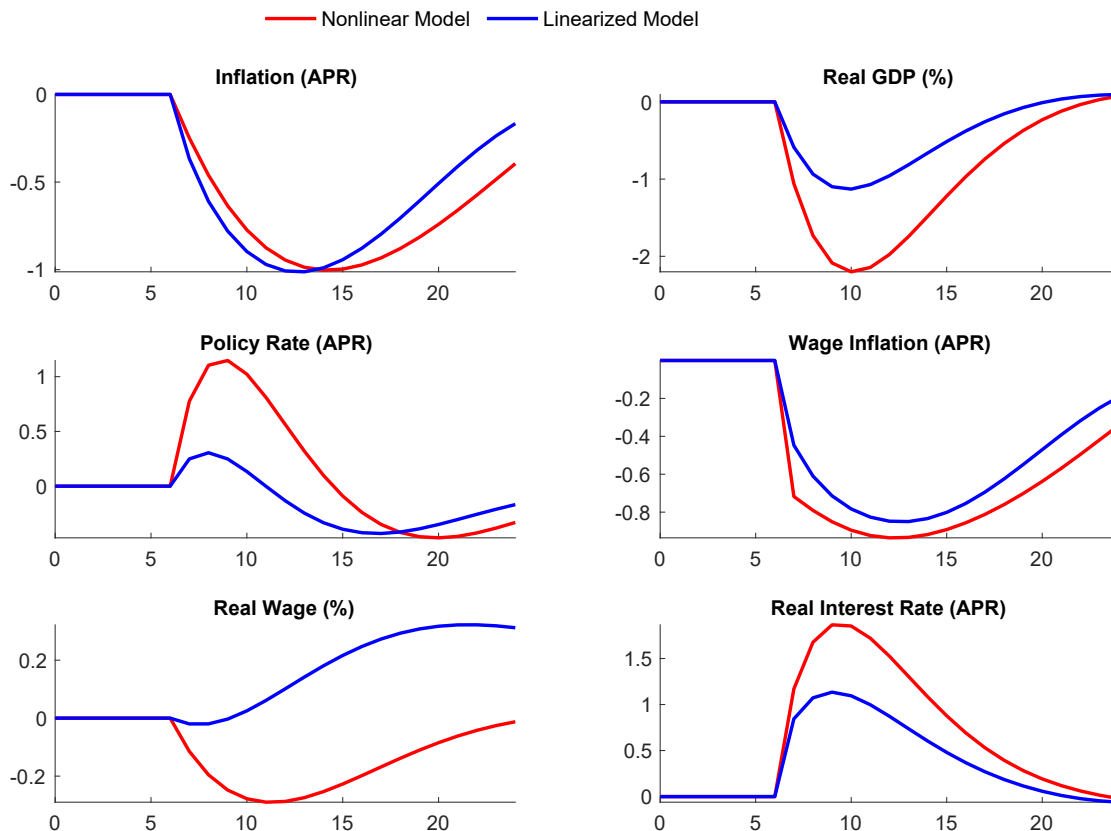 Nonlinear Model Linearized Model
Inflation (APR)
0
-0.5
-1
0 5 10 15 20
Real GDP (%)
0
-1
-2
0 5 10 15 20
Policy Rate (APR)
1
0.5
0
0 5 10 15 20
Wage Inflation (APR)
-0.2
-0.4
-0.6
-0.8
0 5 10 15 20
Real Wage (%)
0.2
0
-0.2
0 5 10 15 20
Real Interest Rate (APR)
1.5
1
0.5
0
0 5 10 15 20